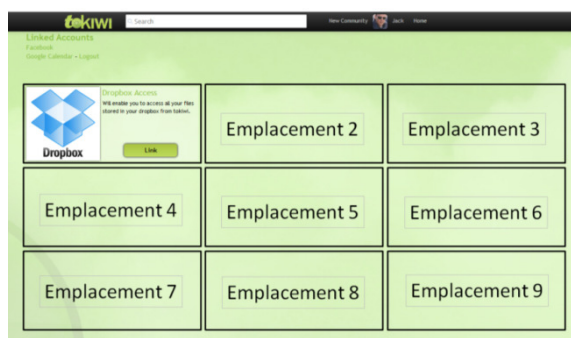 tokiwi Search New Community Jack Home
Linked Accounts
Facebook
Google Calendar - Logout
Dropbox Access
Will enable you to access all your files
stored in your dropbox from tokiwi.
Dropbox
Link
Emplacement 2
Emplacement 3
Emplacement 4
Emplacement 5
Emplacement 6
Emplacement 7
Emplacement 8
Emplacement 9